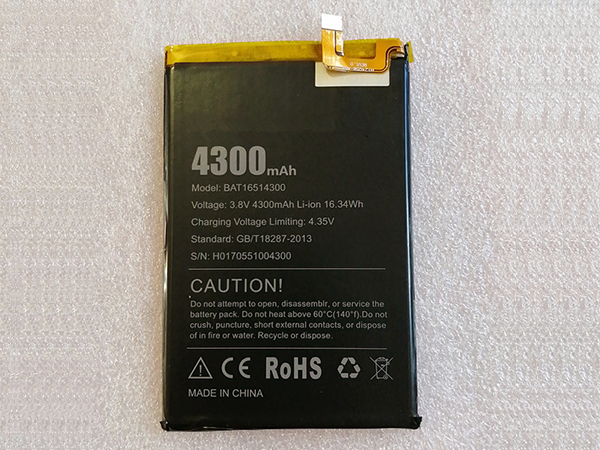 4300mAh
Model: BAT16514300
Voltage: 3.8V 4300mAh Li-ion 16.34Wh
Charging Voltage Limiting: 4.35V
Standard: GB/T18287-2013
S/N: H0170551004300
CAUTION!
Do not attempt to open, disassemblr, or service the
battery pack. Do not heat above 60°C(140°f).Do not
crush, puncture, short external contacts, or dispose
of in fire or water. Recycle or dispose.
CE RoHS
MADE IN CHINA